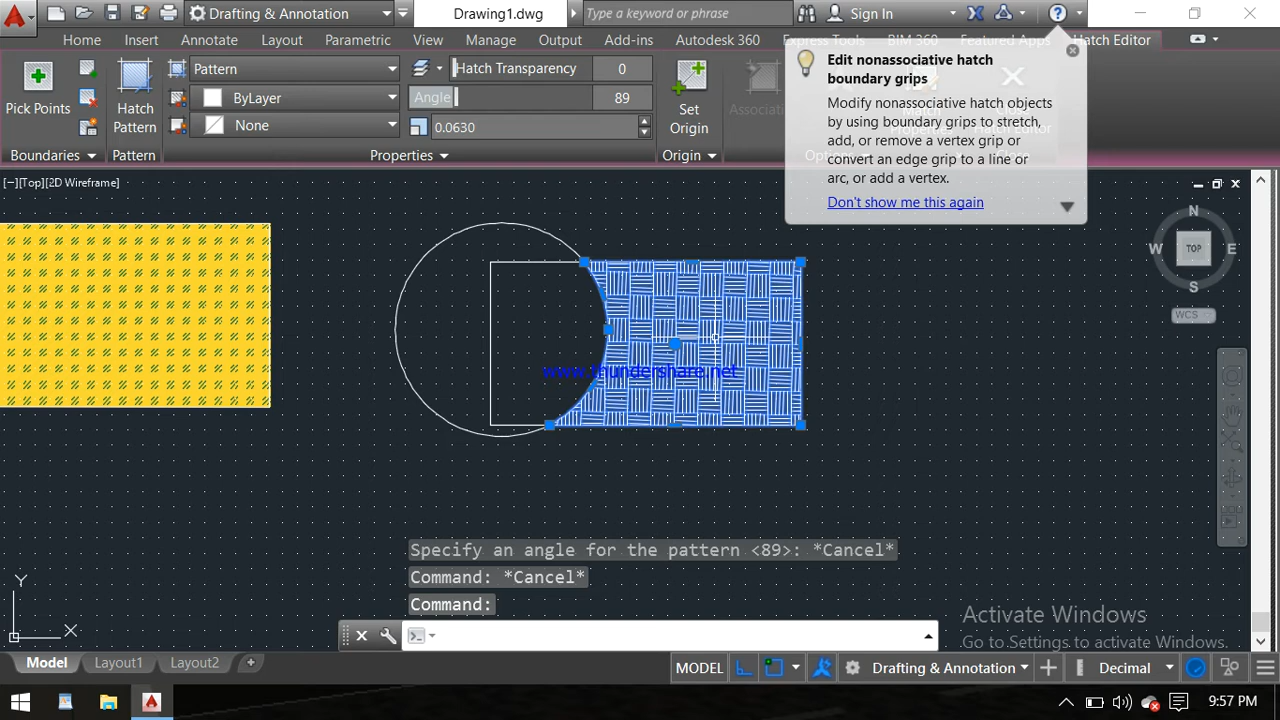 Drafting & Annotation
Drawing1.dwg
Type a keyword or phrase
Sign In
Home
Insert
Annotate
Layout
Parametric
View
Manage
Output
Add-ins
Autodesk 360
Express Tools
BIM 360
Featured Apps
Hatch Editor
Pick Points
Boundaries
Hatch
Pattern
Pattern
Pattern
ByLayer
None
Hatch Transparency
0
Angle
89
0.0630
Properties
Set
Origin
Origin
Edit nonassociative hatch
boundary grips
Modify nonassociative hatch objects
by using boundary grips to stretch,
add, or remove a vertex grip or
convert an edge grip to a line or
arc, or add a vertex.
Don't show me this again
[−][Top][2D Wireframe]
N
W
TOP
E
S
WCS
www.thundershare.net
Y
X
Specify an angle for the pattern <89>: *Cancel*
Command: *Cancel*
Command:
Activate Windows
Go to Settings to activate Windows.
Model
Layout1
Layout2
MODEL
Drafting & Annotation
Decimal
9:57 PM